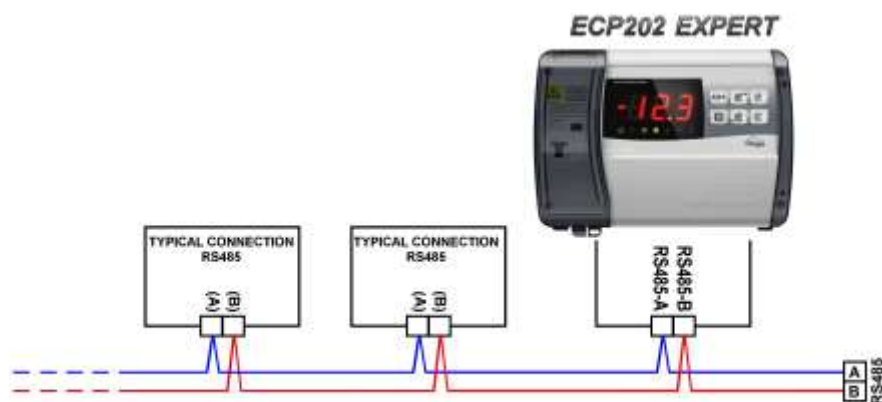 ECP202 EXPERT
-12.3
TYPICAL CONNECTION
RS485
(A)
(B)
TYPICAL CONNECTION
RS485
(A)
(B)
RS485-A
RS485-B
A
B
RS485